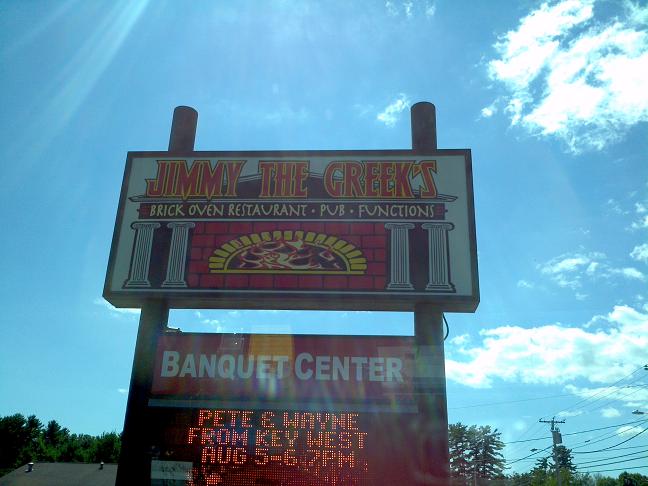 JIMMY THE GREEK'S
BRICK OVEN RESTAURANT • PUB • FUNCTIONS
BANQUET CENTER
PETE & WAYNE
FROM KEY WEST
AUG 5-6 7PM